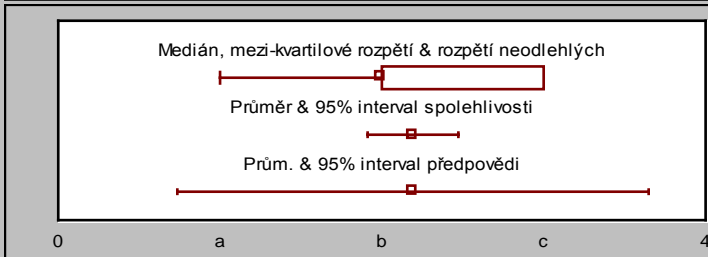 Medián, mezi-kvartilové rozpětí & rozpětí neodlehlých
Průměr & 95% interval spolehlivosti
Prům. & 95% interval předpovědi
0 a b c 4